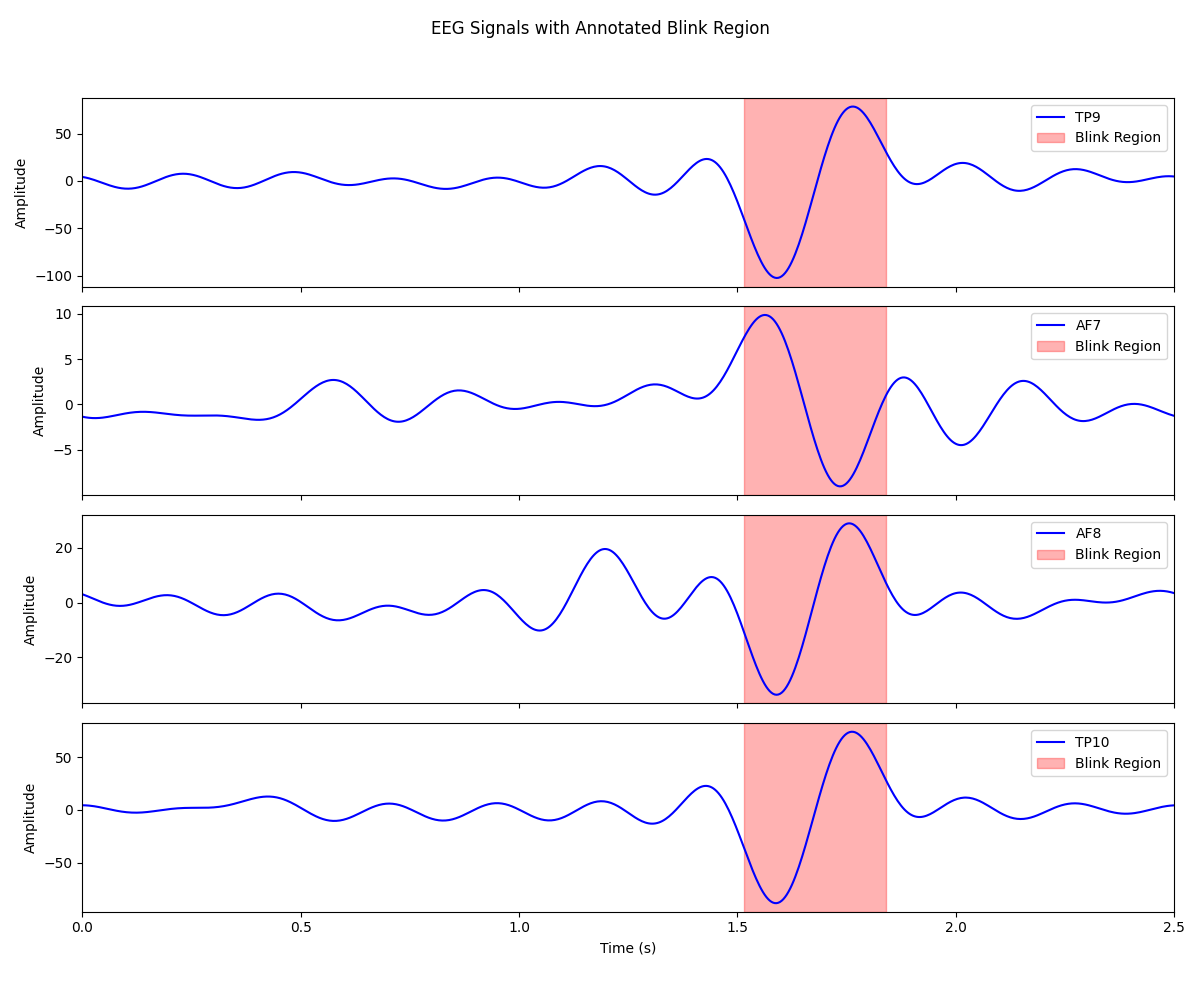 EEG Signals with Annotated Blink Region
TP9
Blink Region
50
0
−50
−100
Amplitude
AF7
Blink Region
10
5
0
−5
Amplitude
AF8
Blink Region
20
0
−20
Amplitude
TP10
Blink Region
50
0
−50
Amplitude
0.0 0.5 1.0 1.5 2.0 2.5
Time (s)